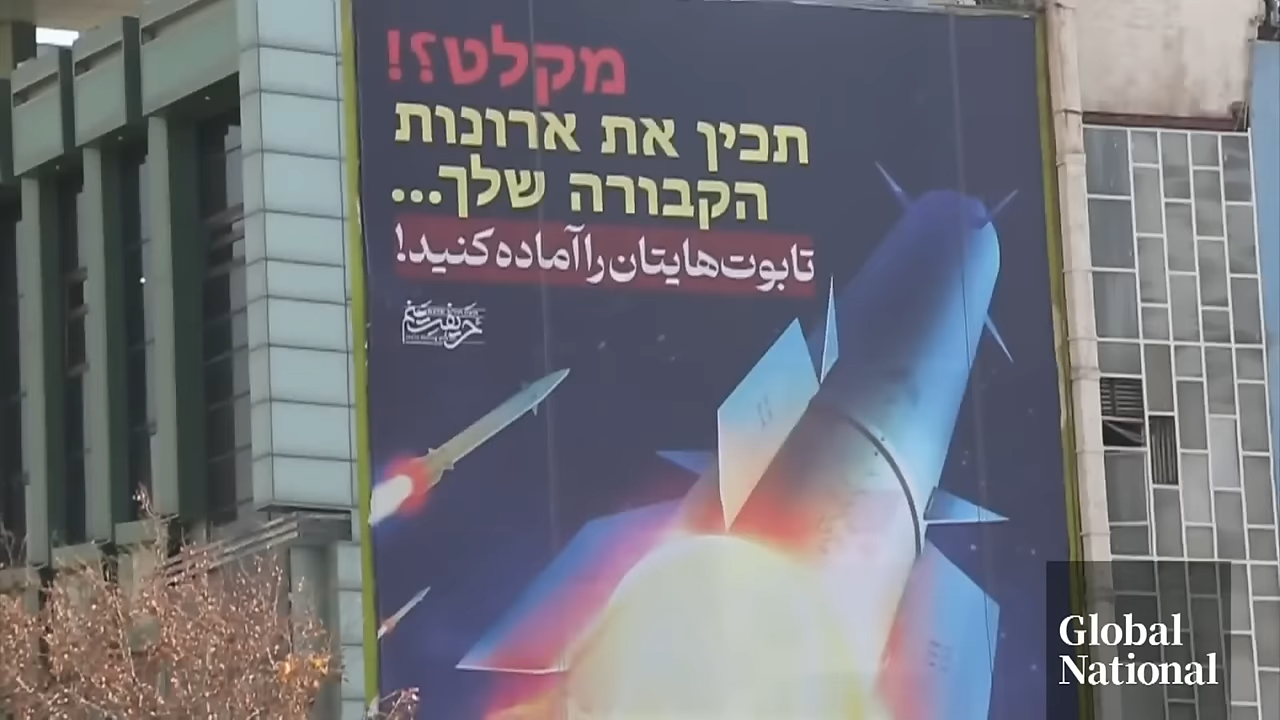 מקלט؟!
תכין את ארונות
הקבורה שלך...
تابوت‌هایتان را آماده کنید!
Global
National